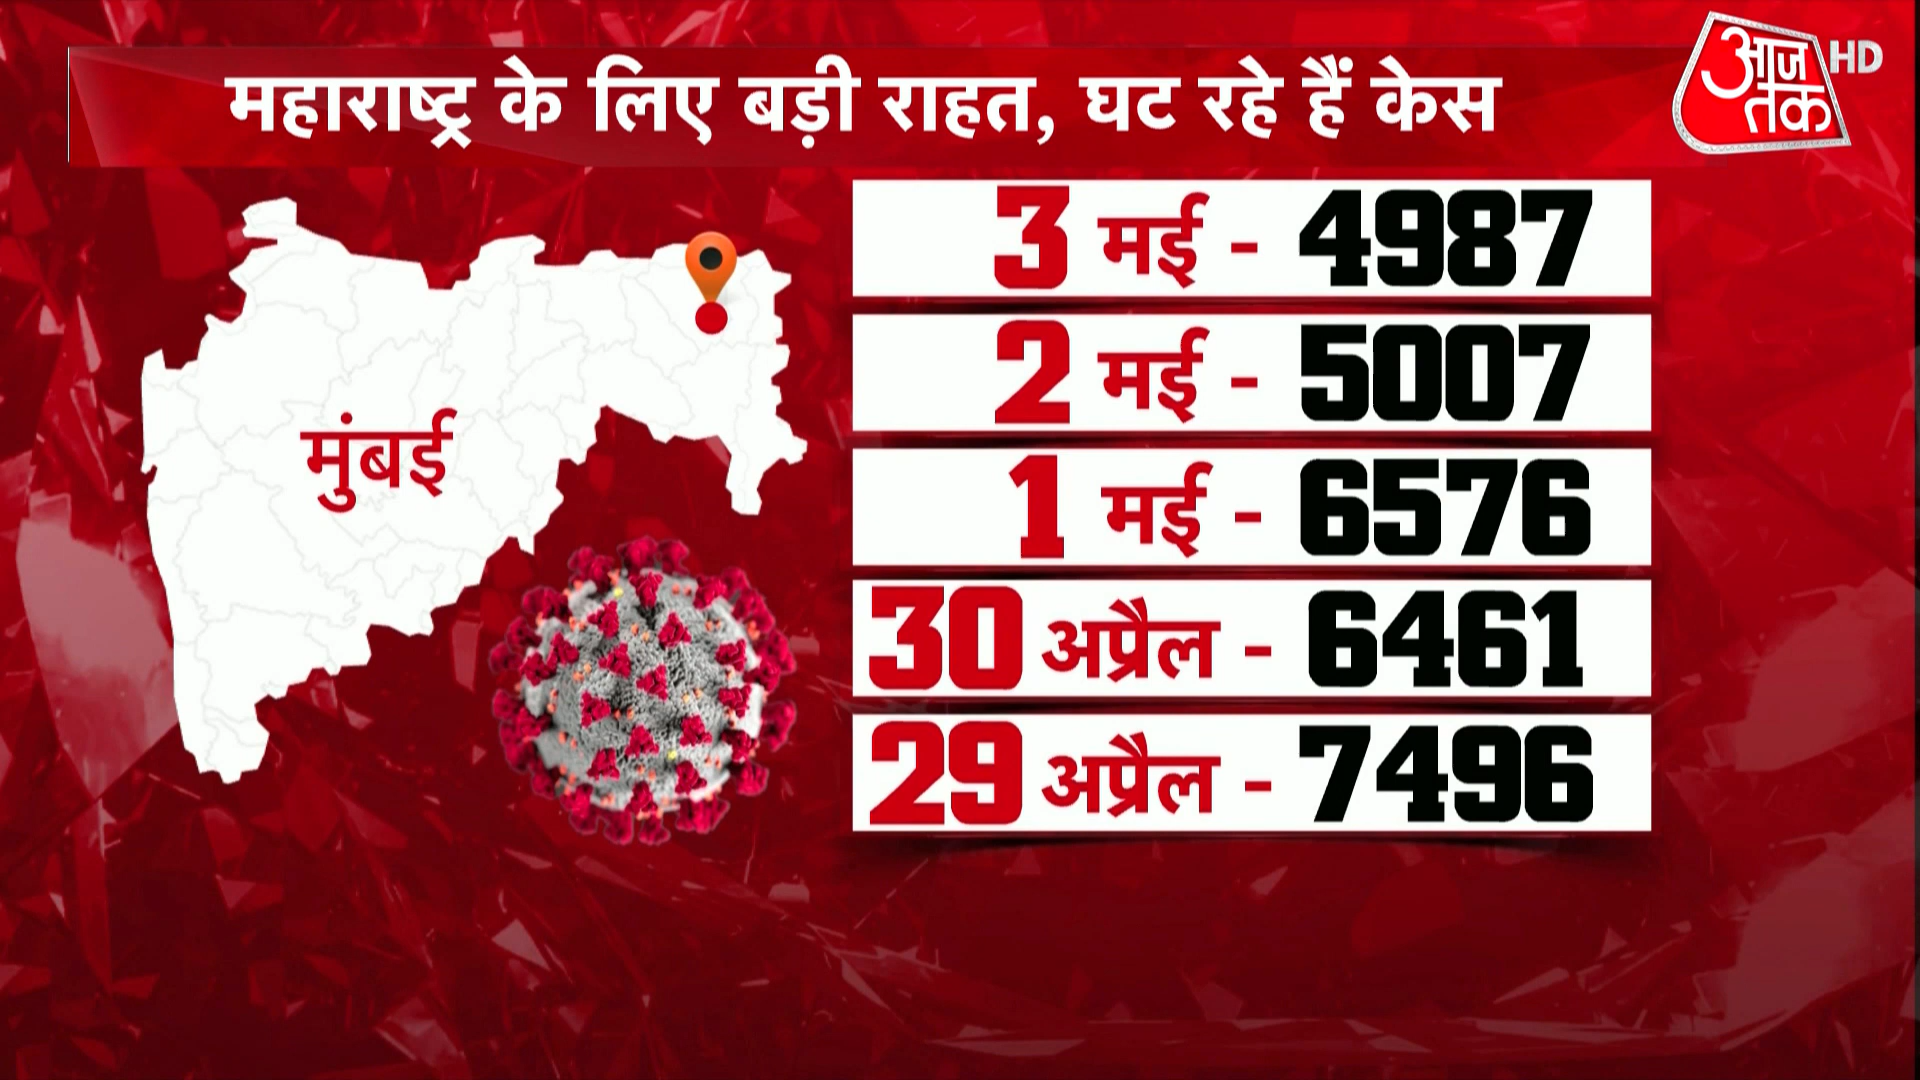 महाराष्ट्र के लिए बड़ी राहत, घट रहे हैं केस
आज
तक
HD
मुंबई
3 मई - 4987
2 मई - 5007
1 मई - 6576
30 अप्रैल - 6461
29 अप्रैल - 7496